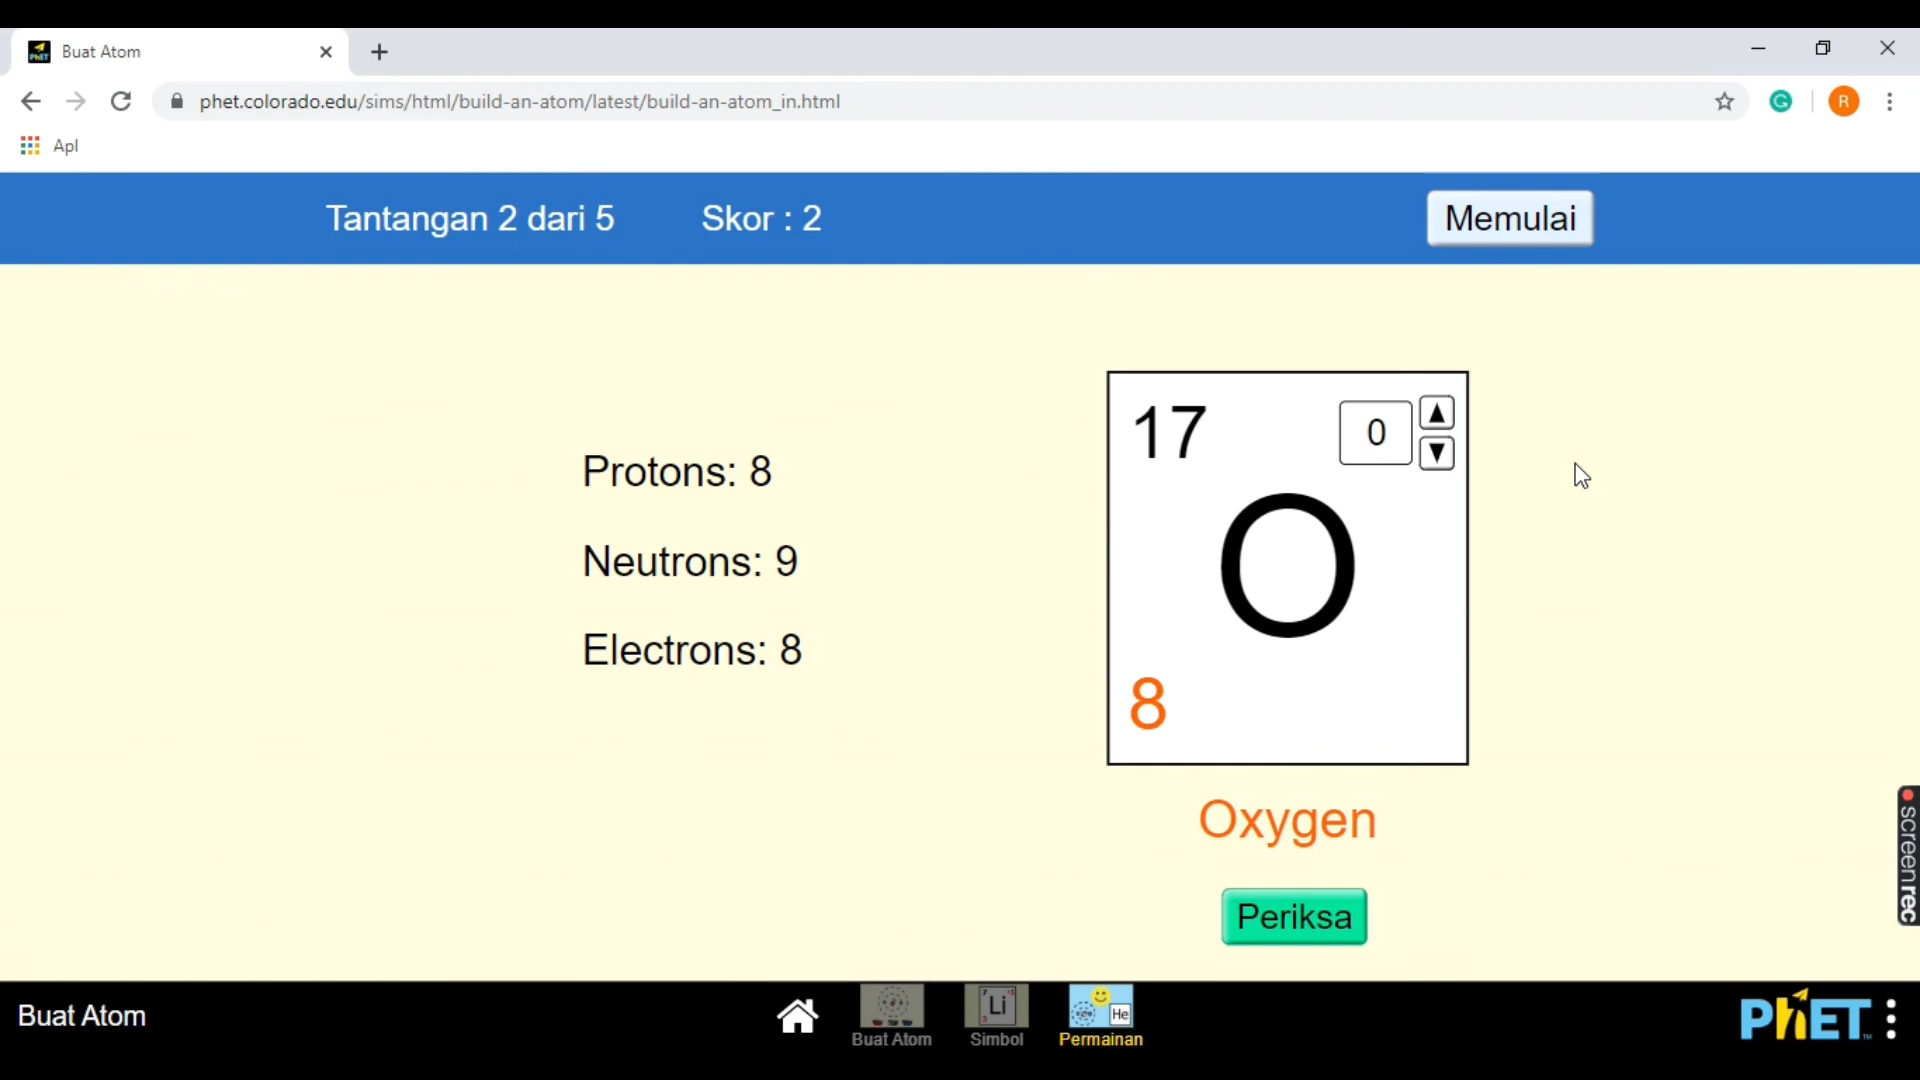 Buat Atom
phet.colorado.edu/sims/html/build-an-atom/latest/build-an-atom_in.html
R
Apl
Tantangan 2 dari 5
Skor : 2
Memulai
Protons: 8
Neutrons: 9
Electrons: 8
17
0
O
8
Oxygen
Periksa
screenrec
Buat Atom
Buat Atom
Li
Simbol
He
Permainan
PhET